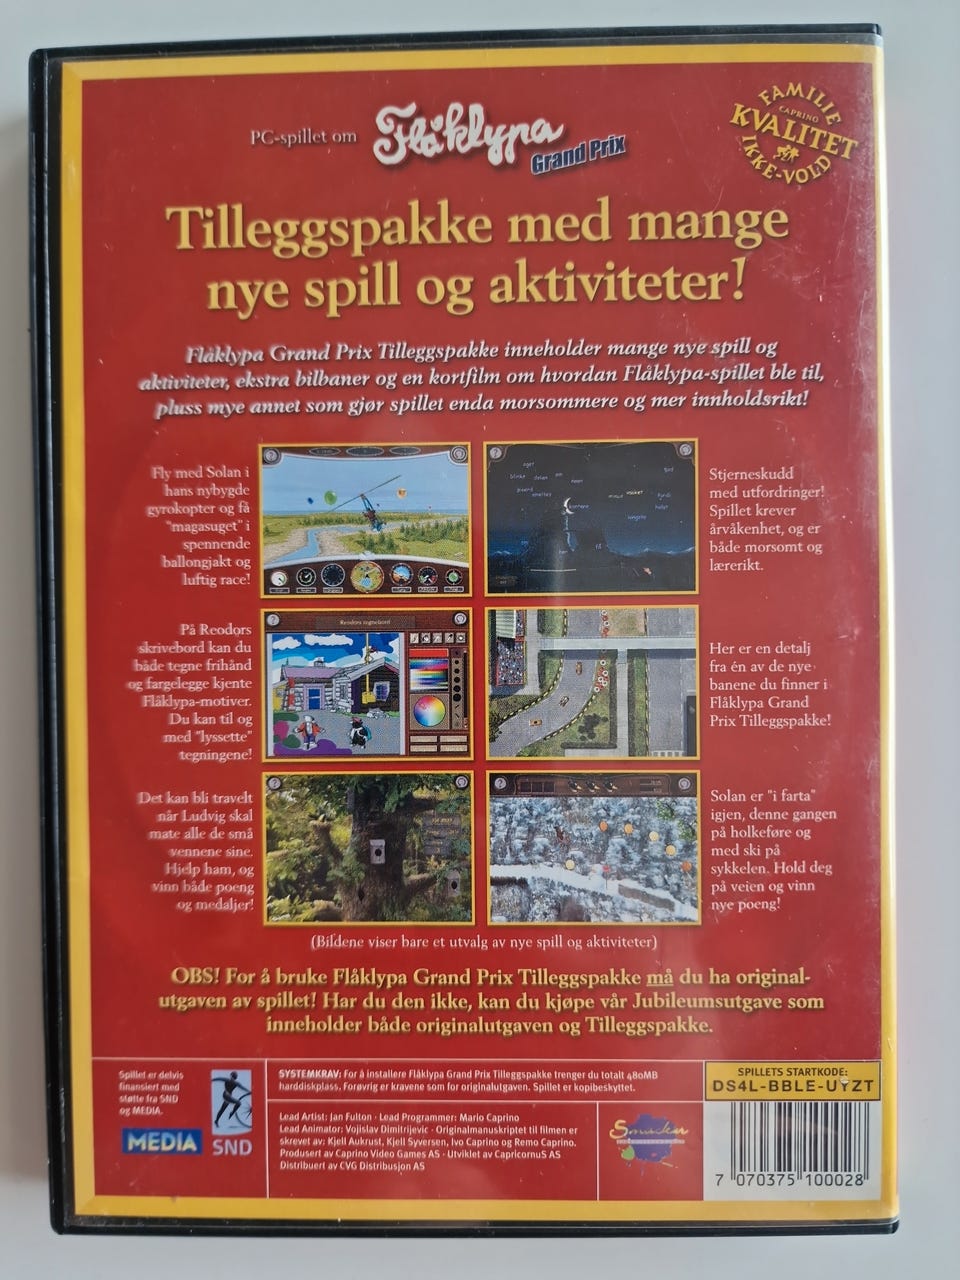 PC-spillet om Flåklypa Grand Prix
FAMILIE
CAPRINO
KVALITET
IKKE-VOLD
Tilleggspakke med mange
nye spill og aktiviteter!
Flåklypa Grand Prix Tilleggspakke inneholder mange nye spill og
aktiviteter, ekstra bilbaner og en kortfilm om hvordan Flåklypa-spillet ble til,
pluss mye annet som gjør spillet enda morsommere og mer innholdsrikt!
Fly med Solan i
hans nybygde
gyrokopter og få
"magasuget" i
spennende
ballongjakt og
luftig race!
Stjerneskudd
med utfordringer!
Spillet krever
årvåkenhet, og er
både morsomt og
lærerikt.
På Reodors
skrivebord kan du
både tegne frihånd
og fargelegge kjente
Flåklypa-motiver.
Du kan til og
med "lyssette"
tegningene!
Reodors tegnebord
Her er en detalj
fra én av de nye
banene du finner i
Flåklypa Grand
Prix Tilleggspakke!
Det kan bli travelt
når Ludvig skal
mate alle de små
vennene sine.
Hjelp ham, og
vinn både poeng
og medaljer!
Solan er "i farta"
igjen, denne gangen
på holkeføre og
med ski på
sykkelen. Hold deg
på veien og vinn
nye poeng!
(Bildene viser bare et utvalg av nye spill og aktiviteter)
OBS! For å bruke Flåklypa Grand Prix Tilleggspakke må du ha original-
utgaven av spillet! Har du den ikke, kan du kjøpe vår Jubileumsutgave som
inneholder både originalutgaven og Tilleggspakke.
Spillet er delvis
finansiert med
støtte fra SND
og MEDIA.
MEDIA
SND
SYSTEMKRAV: For å installere Flåklypa Grand Prix Tilleggspakke trenger du totalt 480MB
harddiskplass. Forøvrig er kravene som for originalutgaven. Spillet er kopibeskyttet.
Lead Artist: Jan Fulton · Lead Programmer: Mario Caprino
Lead Animator: Vojislav Dimitrijevic · Originalmanuskriptet til filmen er
skrevet av: Kjell Aukrust, Kjell Syversen, Ivo Caprino og Remo Caprino.
Produsert av Caprino Video Games AS · Utviklet av CapricornuS AS
Distribuert av CVG Distribusjon AS
SPILLETS STARTKODE:
DS4L-BBLE-UYZT
7 070375 100028